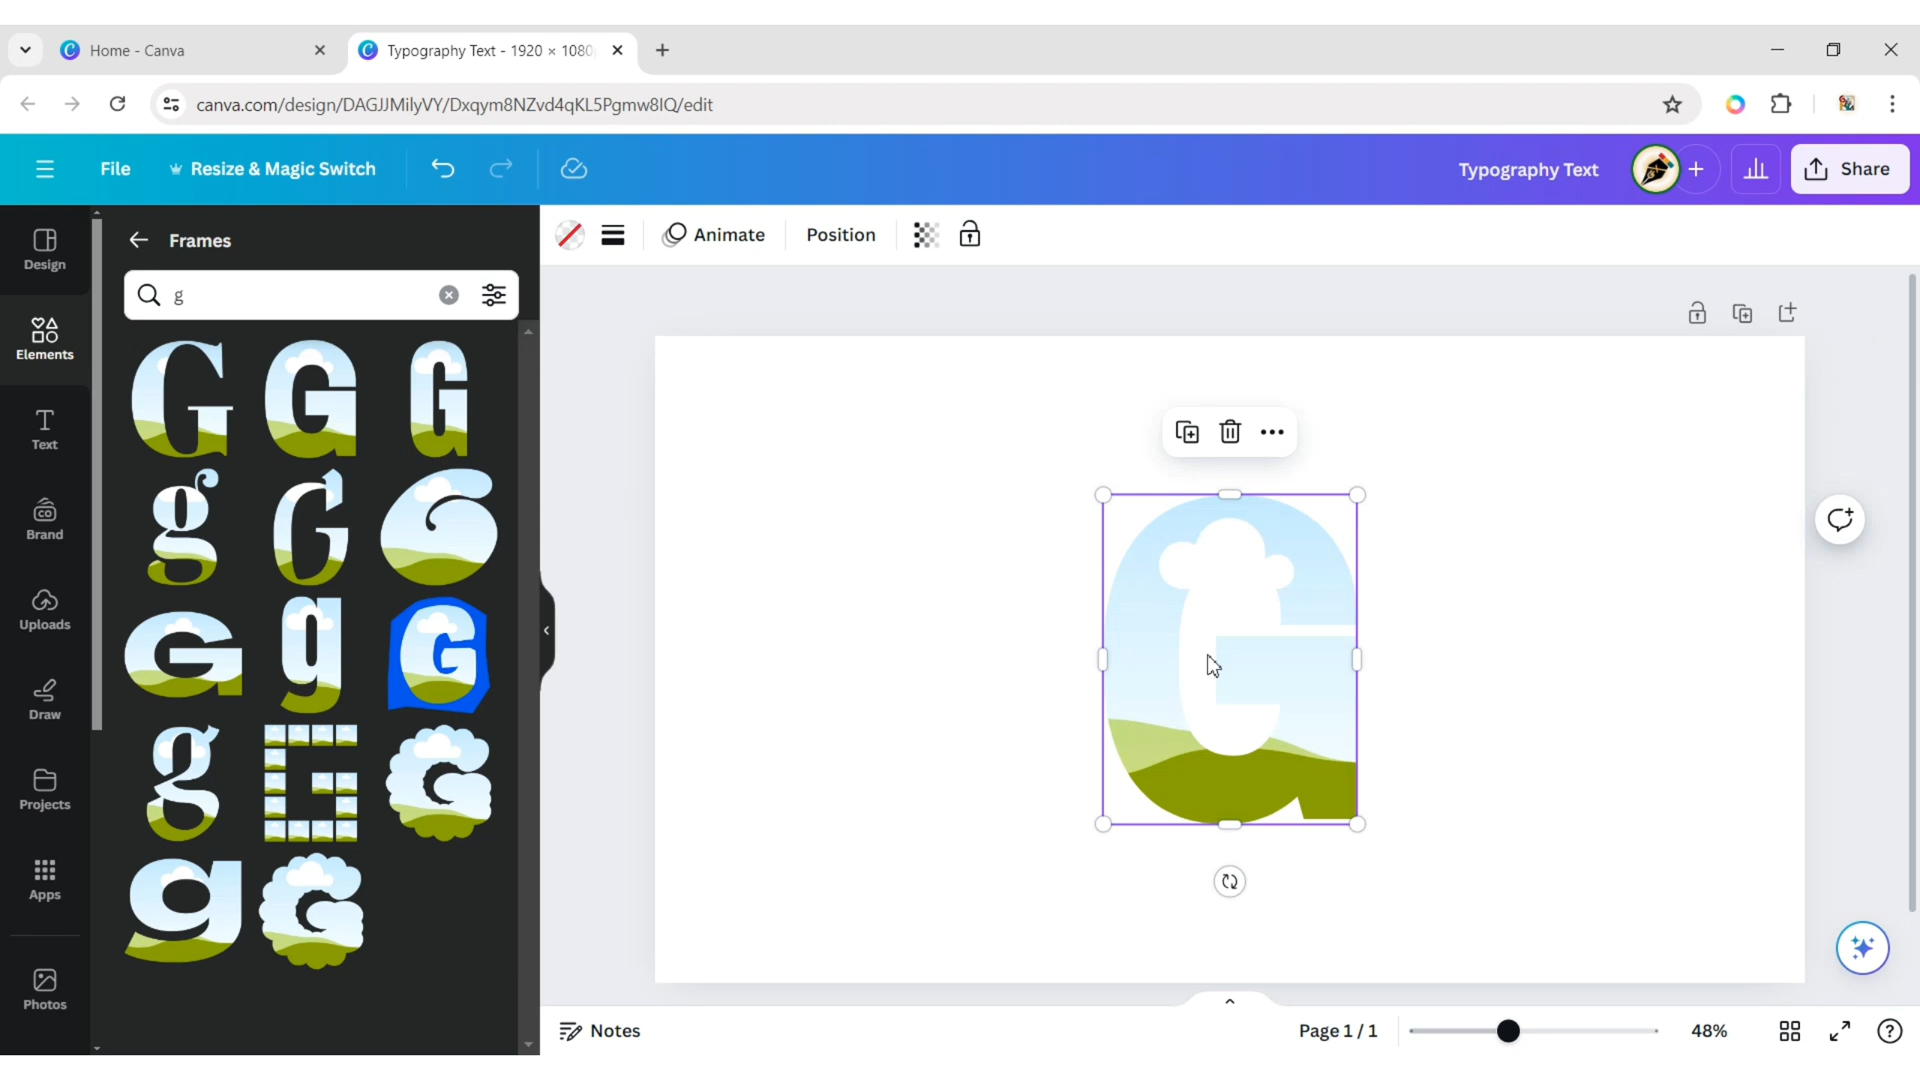 Home - Canva
Typography Text - 1920 × 1080
canva.com/design/DAGJJMilyVY/Dxqym8NZvd4qKL5Pgmw8IQ/edit
File
Resize & Magic Switch
Typography Text
Share
Design
Elements
Text
Brand
Uploads
Draw
Projects
Apps
Photos
Frames
g
G G G
g G G
G g G
g G G
g G
Animate
Position
G
Notes
Page 1 / 1
48%